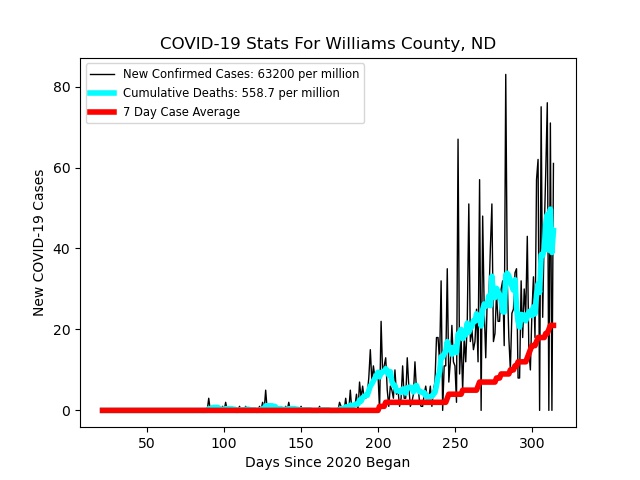 COVID-19 Stats For Williams County, ND
New Confirmed Cases: 63200 per million
Cumulative Deaths: 558.7 per million
7 Day Case Average
New COVID-19 Cases
80
60
40
20
0
50 100 150 200 250 300
Days Since 2020 Began